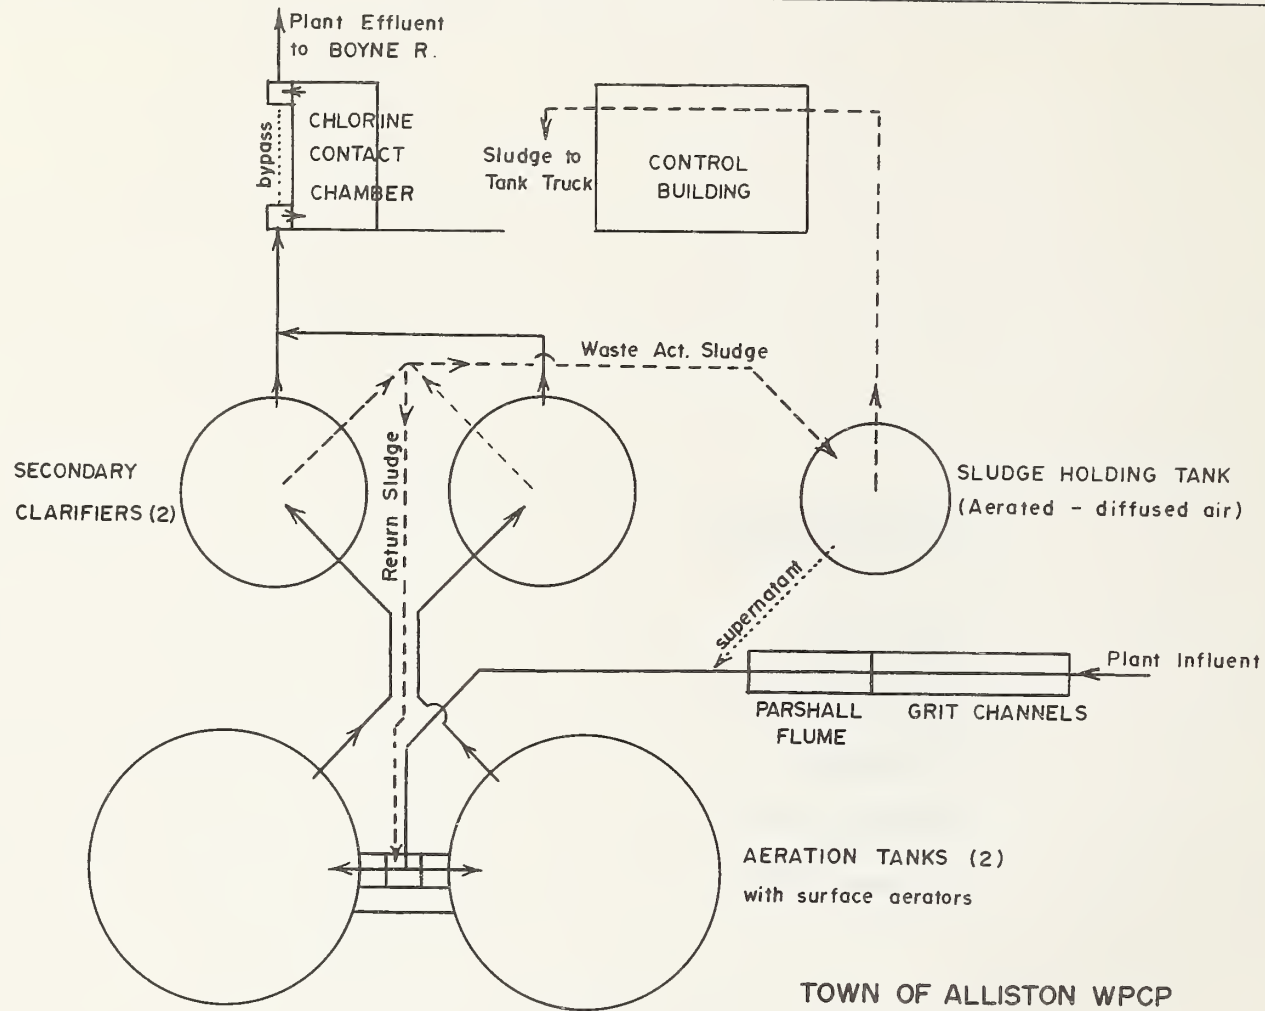 Plant Effluent
to BOYNE R.
bypass
CHLORINE
CONTACT
CHAMBER
Sludge to
Tank Truck
CONTROL
BUILDING
Waste Act. Sludge
Return Sludge
SECONDARY
CLARIFIERS (2)
SLUDGE HOLDING TANK
(Aerated - diffused air)
supernatant
Plant Influent
PARSHALL
FLUME
GRIT CHANNELS
AERATION TANKS (2)
with surface aerators
TOWN OF ALLISTON WPCP